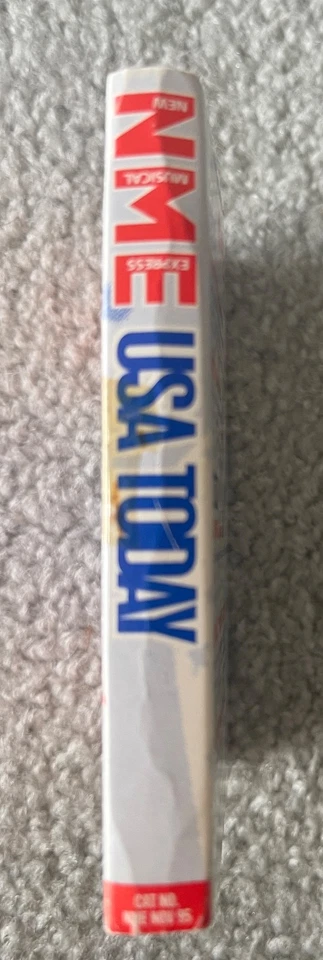 NME
NEW
MUSICAL
EXPRESS
USA TODAY
CAT NO.
NME NOV 95